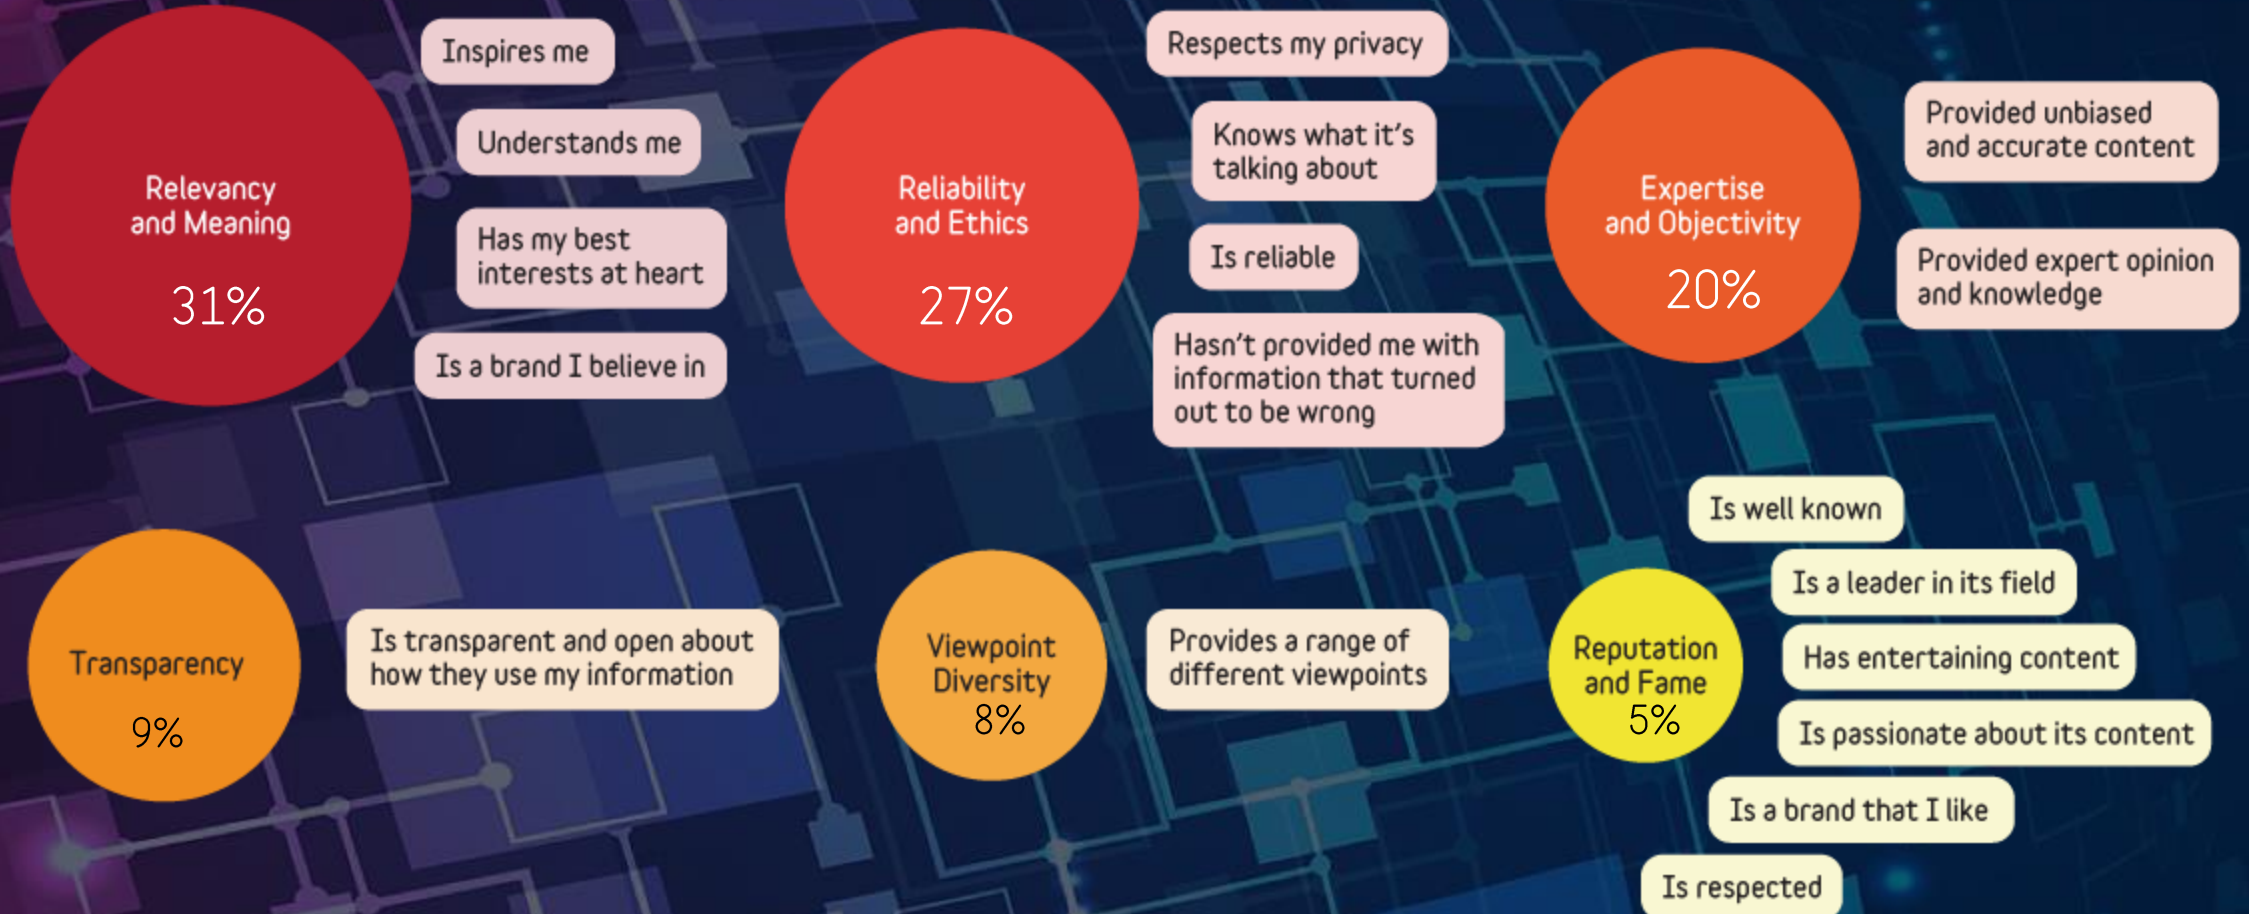 Relevancy
and Meaning
31%
Inspires me
Understands me
Has my best
interests at heart
Is a brand I believe in
Reliability
and Ethics
27%
Respects my privacy
Knows what it's
talking about
Is reliable
Hasn't provided me with
information that turned
out to be wrong
Expertise
and Objectivity
20%
Provided unbiased
and accurate content
Provided expert opinion
and knowledge
Transparency
9%
Is transparent and open about
how they use my information
Viewpoint
Diversity
8%
Provides a range of
different viewpoints
Reputation
and Fame
5%
Is well known
Is a leader in its field
Has entertaining content
Is passionate about its content
Is a brand that I like
Is respected